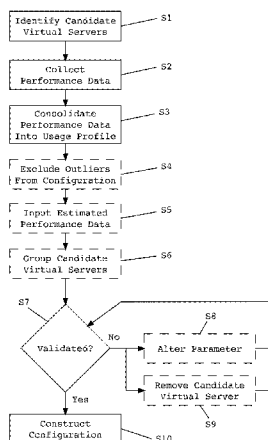 Identify Candidate
Virtual Servers
S1
Collect
Performance Data
S2
Consolidate
Performance Data
Into Usage Profile
S3
Exclude Outliers
From Configuration
S4
Input Estimated
Performance Data
S5
Group Candidate
Virtual Servers
S6
S7
Validated?
No
Yes
S8
Alter Parameter
Remove Candidate
Virtual Server
S9
Construct
Configuration
S10